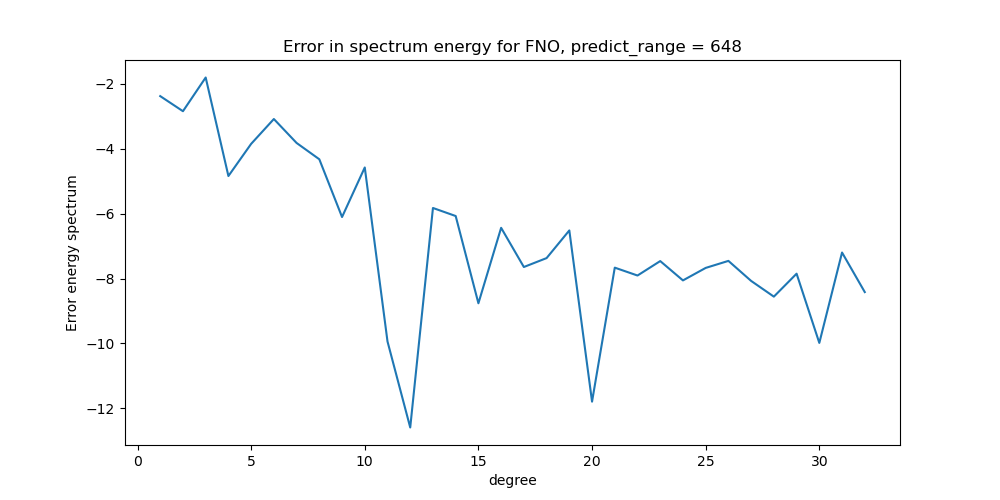 Error in spectrum energy for FNO, predict_range = 648
Error energy spectrum
−2
−4
−6
−8
−10
−12
0 5 10 15 20 25 30
degree